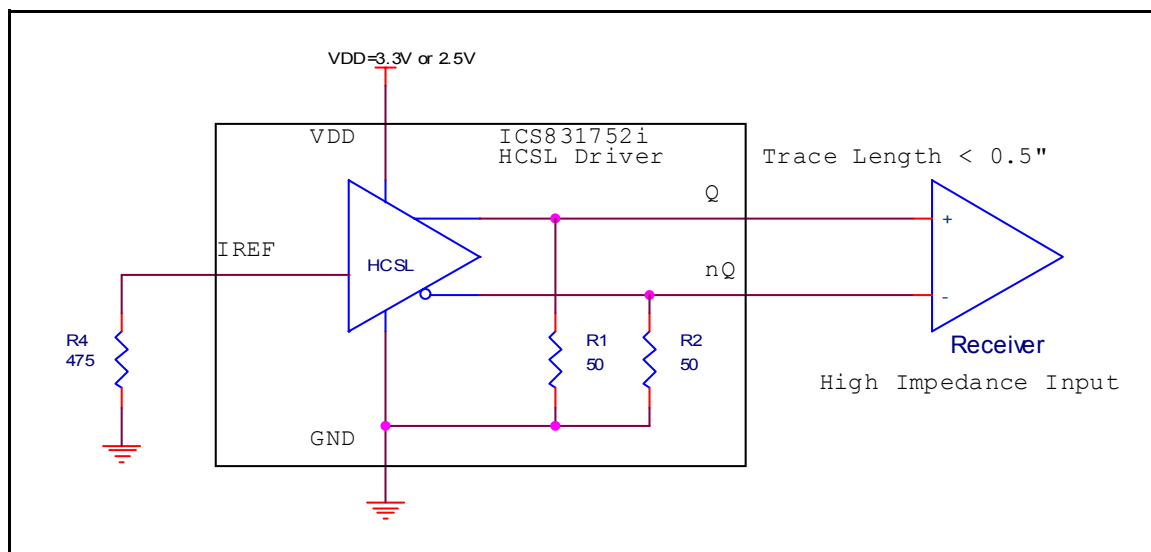 VDD=3.3V or 2.5V
VDD
ICS831752i
HCSL Driver
Trace Length < 0.5"
Q
+
IREF
HCSL
nQ
-
R4
475
R1
50
R2
50
Receiver
High Impedance Input
GND